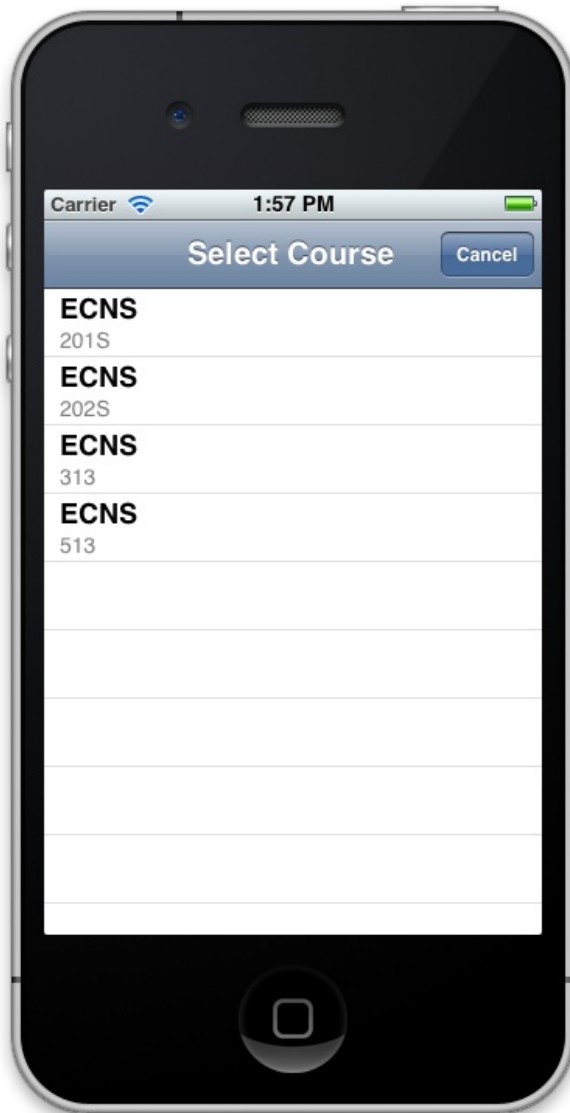 Carrier 1:57 PM
Select Course Cancel
ECNS
201S
ECNS
202S
ECNS
313
ECNS
513